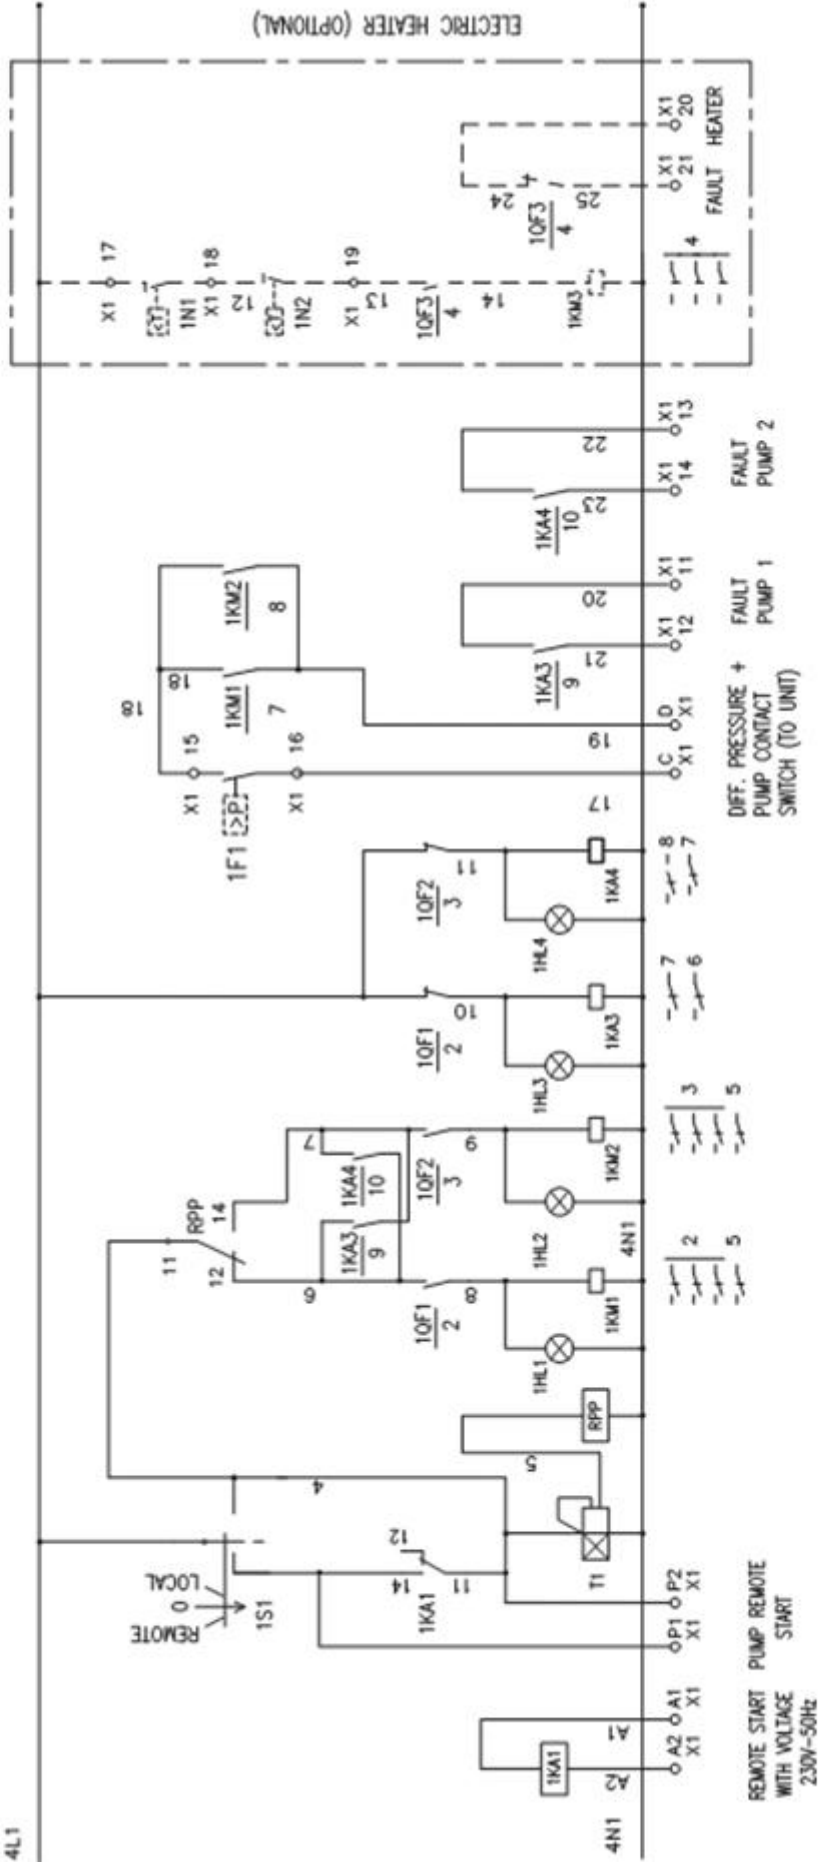 4L1
4N1
A2
A1
1KA1
A2 X1
A1 X1
REMOTE START
WITH VOLTAGE
230V-50Hz
REMOTE
0
LOCAL
1S1
12
14
11
1KA1
P1 X1
P2 X1
PUMP REMOTE
START
4
T1
5
RPP
11
RPP
12
14
6
7
1KA3
9
1KA4
10
1QF1
2
8
1QF2
3
9
1HL1
1KM1
1HL2
1KM2
4N1
2
5
3
5
1QF1
2
10
1HL3
1KA3
7
6
1QF2
3
11
1HL4
1KA4
8
7
18
18
X1
15
1F1
>P
X1
16
1KM1
7
1KM2
8
17
19
C X1
D X1
DIFF. PRESSURE +
PUMP CONTACT
SWITCH (TO UNIT)
1KA3
9
21
20
X1 12
X1 11
FAULT
PUMP 1
1KA4
10
23
22
X1 14
X1 13
FAULT
PUMP 2
X1
17
1N1
X1
18
12
1N2
X1
19
13
1QF3
4
14
1KM3
4
24
1QF3
4
25
X1 21
X1 20
FAULT HEATER
ELECTRIC HEATER (OPTIONAL)